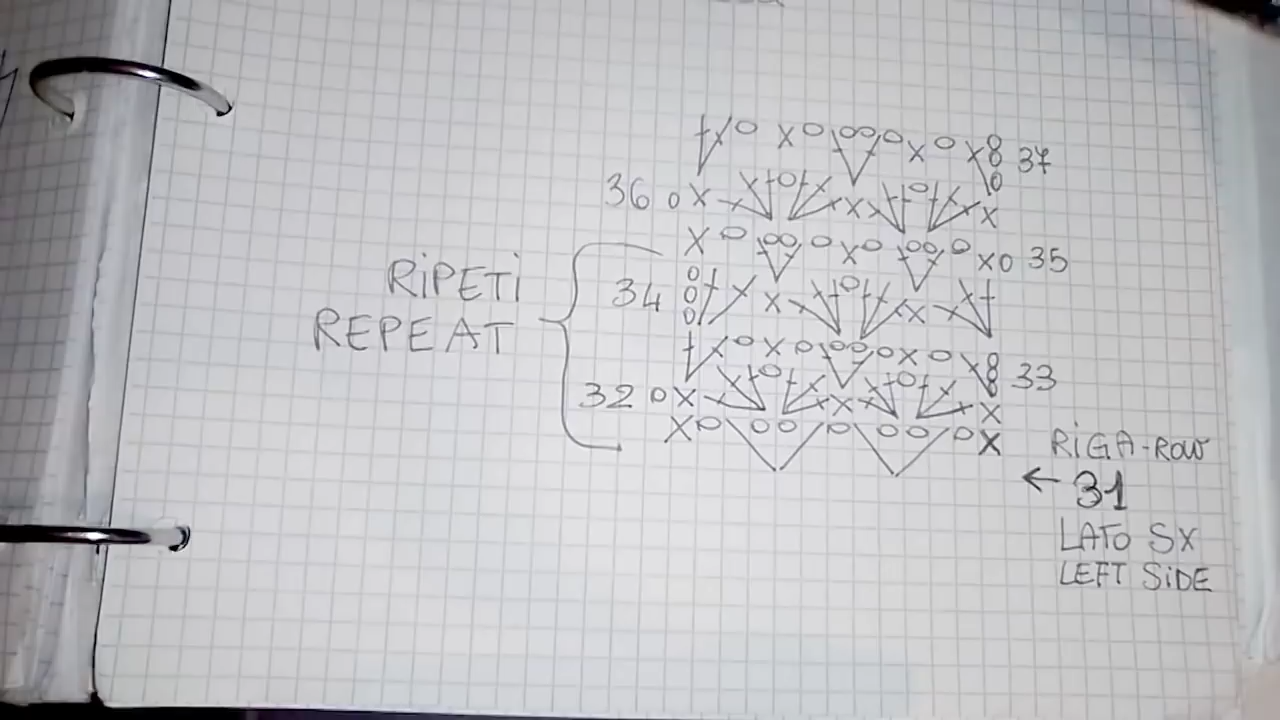 37
36
35
RiPETi
34
REPEAT
33
32
RiGA-ROW
← 31
LATO SX
LEFT SiDE